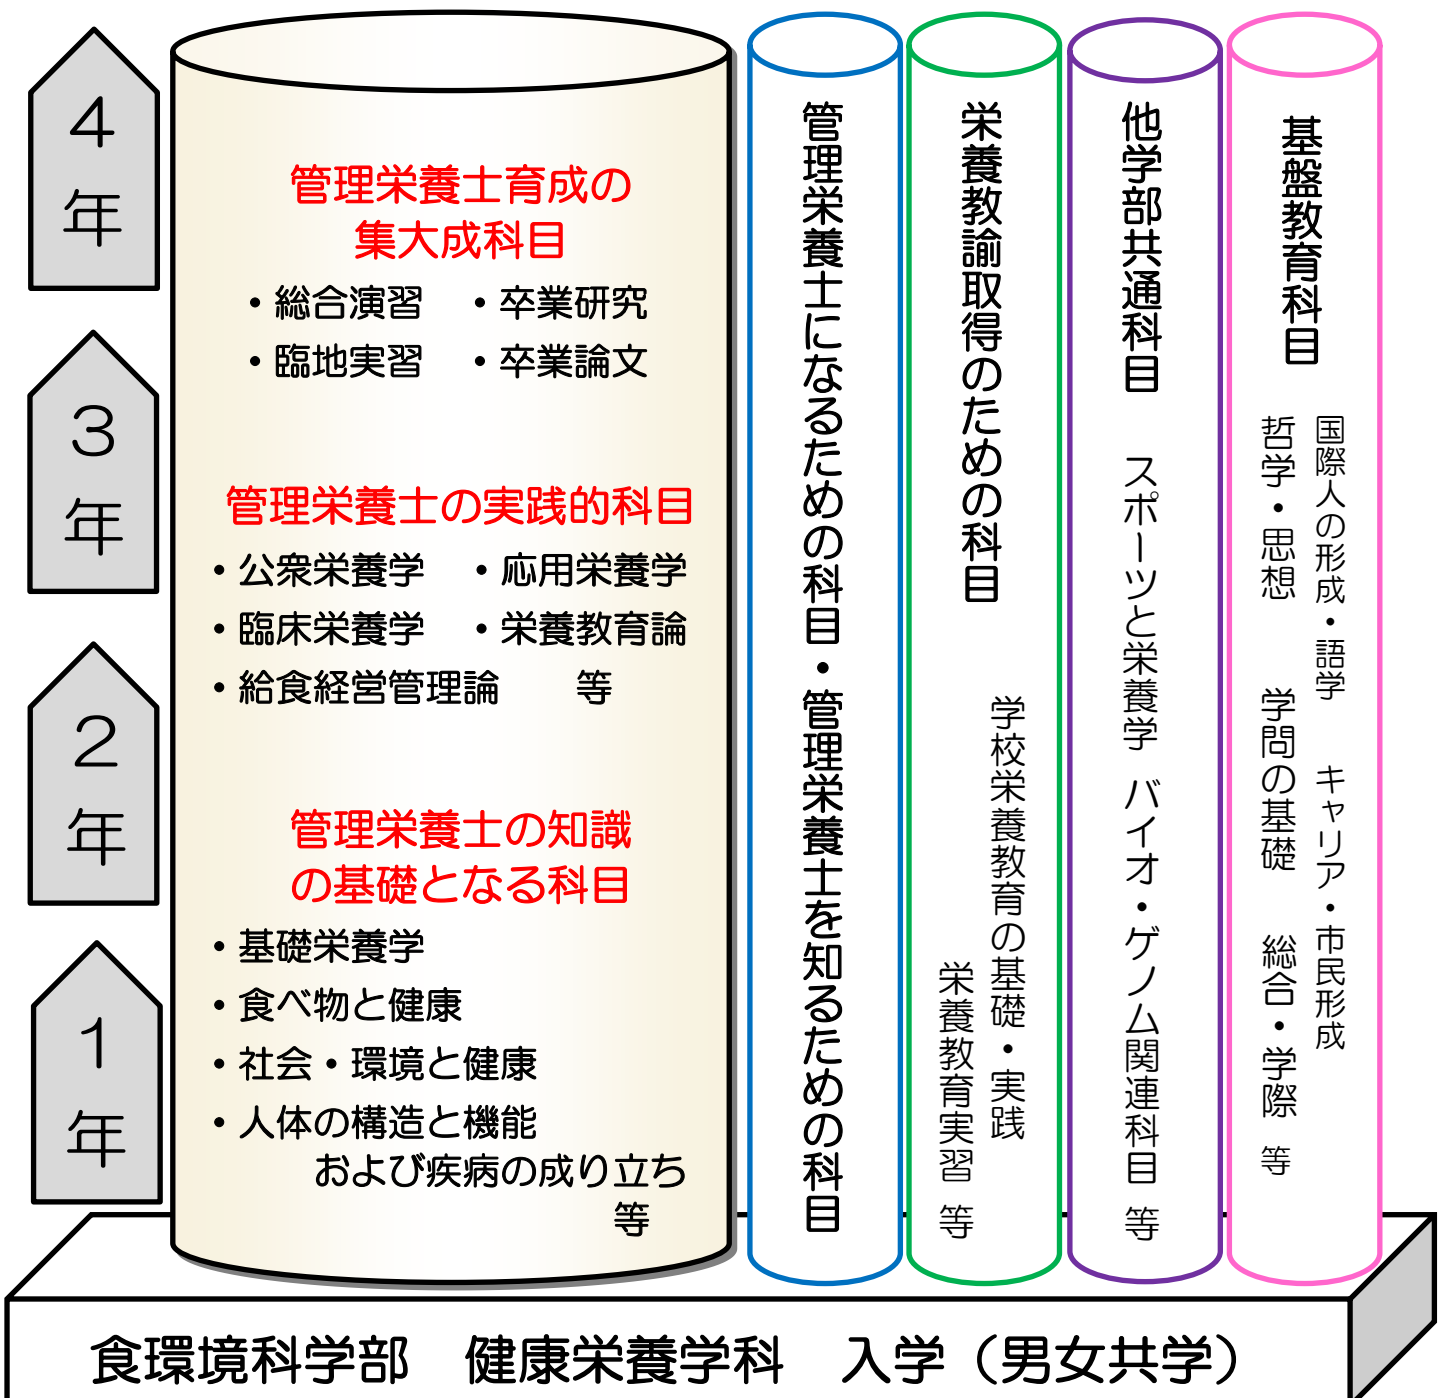 4年
3年
2年
1年
管理栄養士育成の
集大成科目
・総合演習　・卒業研究
・臨地実習　・卒業論文
管理栄養士の実践的科目
・公衆栄養学　・応用栄養学
・臨床栄養学　・栄養教育論
・給食経営管理論　　等
管理栄養士の知識
の基礎となる科目
・基礎栄養学
・食べ物と健康
・社会・環境と健康
・人体の構造と機能
および疾病の成り立ち
等
管理栄養士になるための科目・管理栄養士を知るための科目
栄養教諭取得のための科目
学校栄養教育の基礎・実践
栄養教育実習　等
他学部共通科目　スポーツと栄養学　バイオ・ゲノム関連科目　等
基盤教育科目
国際人の形成・語学　キャリア・市民形成
哲学・思想　学問の基礎　総合・学際　等
食環境科学部　健康栄養学科　入学（男女共学）